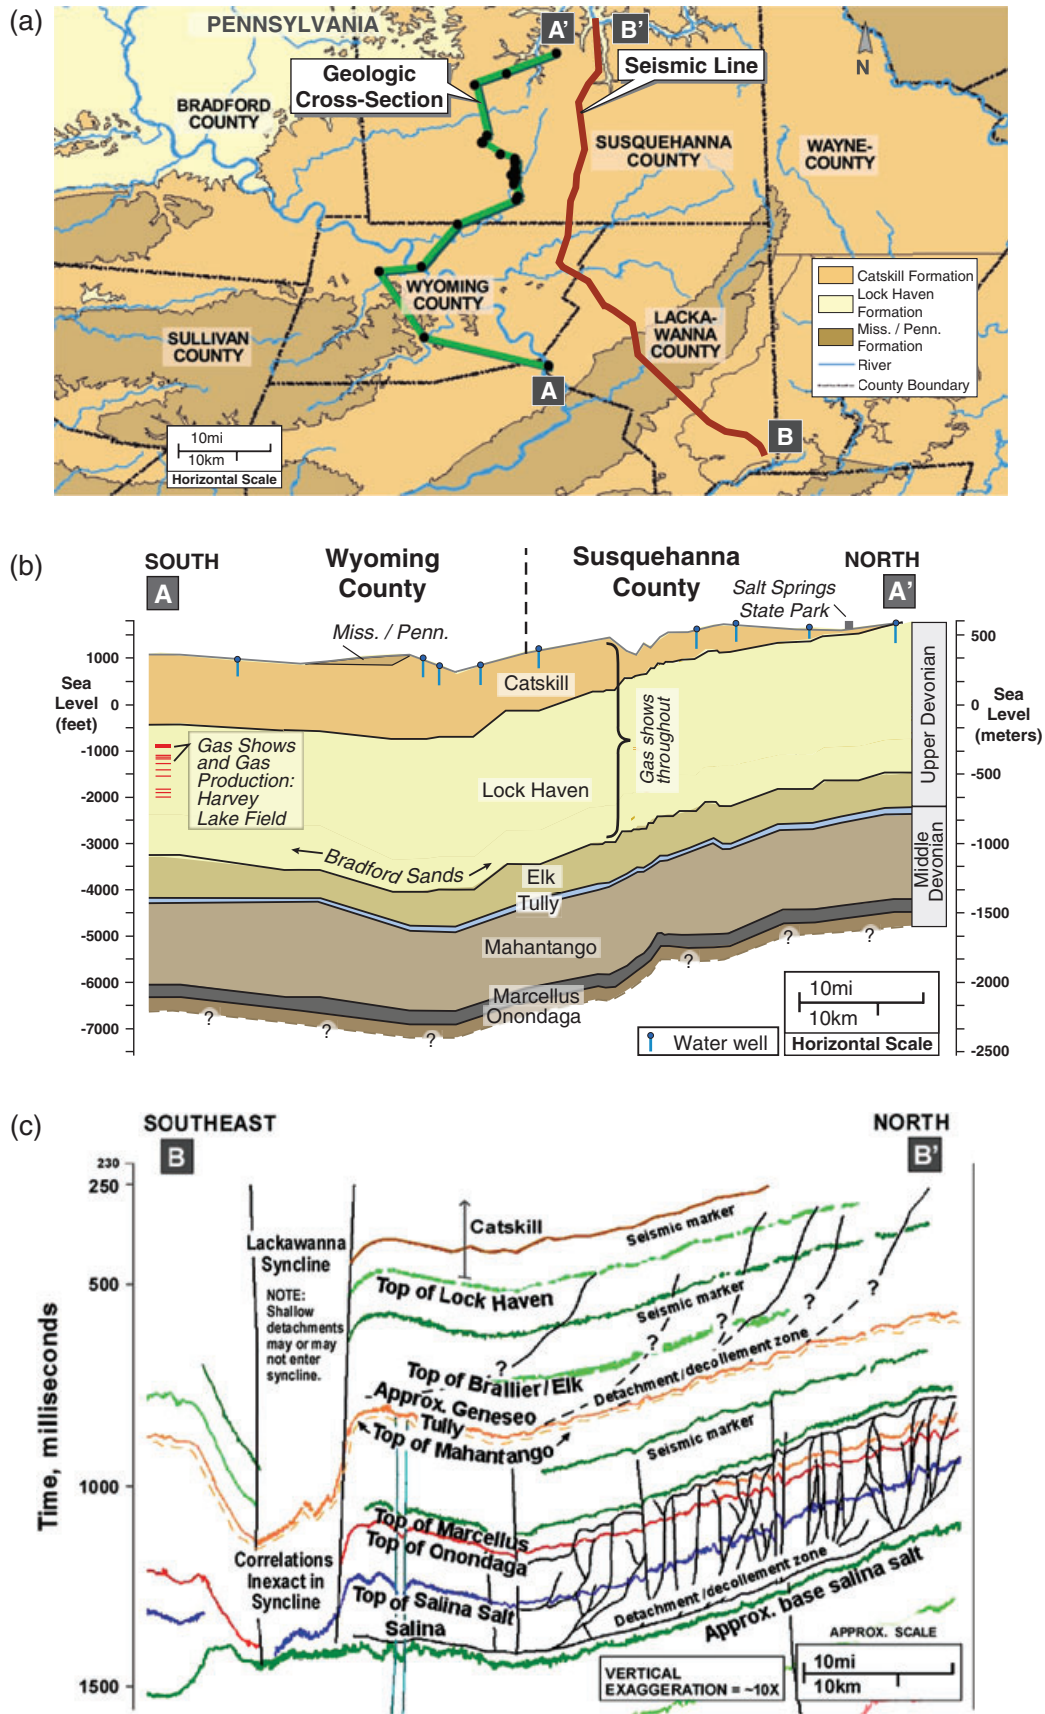 (a)
PENNSYLVANIA
A'
B'
Geologic
Cross-Section
Seismic Line
N
BRADFORD
COUNTY
SUSQUEHANNA
COUNTY
WAYNE-
COUNTY
WYOMING
COUNTY
SULLIVAN
COUNTY
LACKA-
WANNA
COUNTY
A
B
Catskill Formation
Lock Haven
Formation
Miss. / Penn.
Formation
River
County Boundary
10mi
10km
Horizontal Scale
(b)
SOUTH
A
Wyoming
County
Susquehanna
County
NORTH
A'
Salt Springs
State Park
Miss. / Penn.
Sea
Level
(feet)
1000
0
-1000
-2000
-3000
-4000
-5000
-6000
-7000
Catskill
Gas shows
throughout
Gas Shows
and Gas
Production:
Harvey
Lake Field
Lock Haven
Bradford Sands
Elk
Tully
Mahantango
Marcellus
Onondaga
? ? ? ? ? ?
Upper Devonian
Middle
Devonian
500
0
Sea
Level
(meters)
-500
-1000
-1500
-2000
-2500
Water well
10mi
10km
Horizontal Scale
(c)
SOUTHEAST
B
NORTH
B'
Time, milliseconds
230
250
500
1000
1500
Lackawanna
Syncline
NOTE:
Shallow
detachments
may or may
not enter
syncline.
Catskill
Seismic marker
Top of Lock Haven
Seismic marker
? ? ? ? ?
Top of Brallier/Elk
Detachment/decollement zone
Approx. Geneseo
Tully
Top of Mahantango
Seismic marker
Top of Marcellus
Top of Onondaga
Correlations
Inexact in
Syncline
Top of Salina Salt
Salina
Detachment/decollement zone
Approx. base salina salt
VERTICAL
EXAGGERATION = ~10X
APPROX. SCALE
10mi
10km